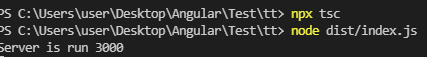 PS C:\Users\user\Desktop\Angular\Test\tt> npx tsc
PS C:\Users\user\Desktop\Angular\Test\tt> node dist/index.js
Server is run 3000